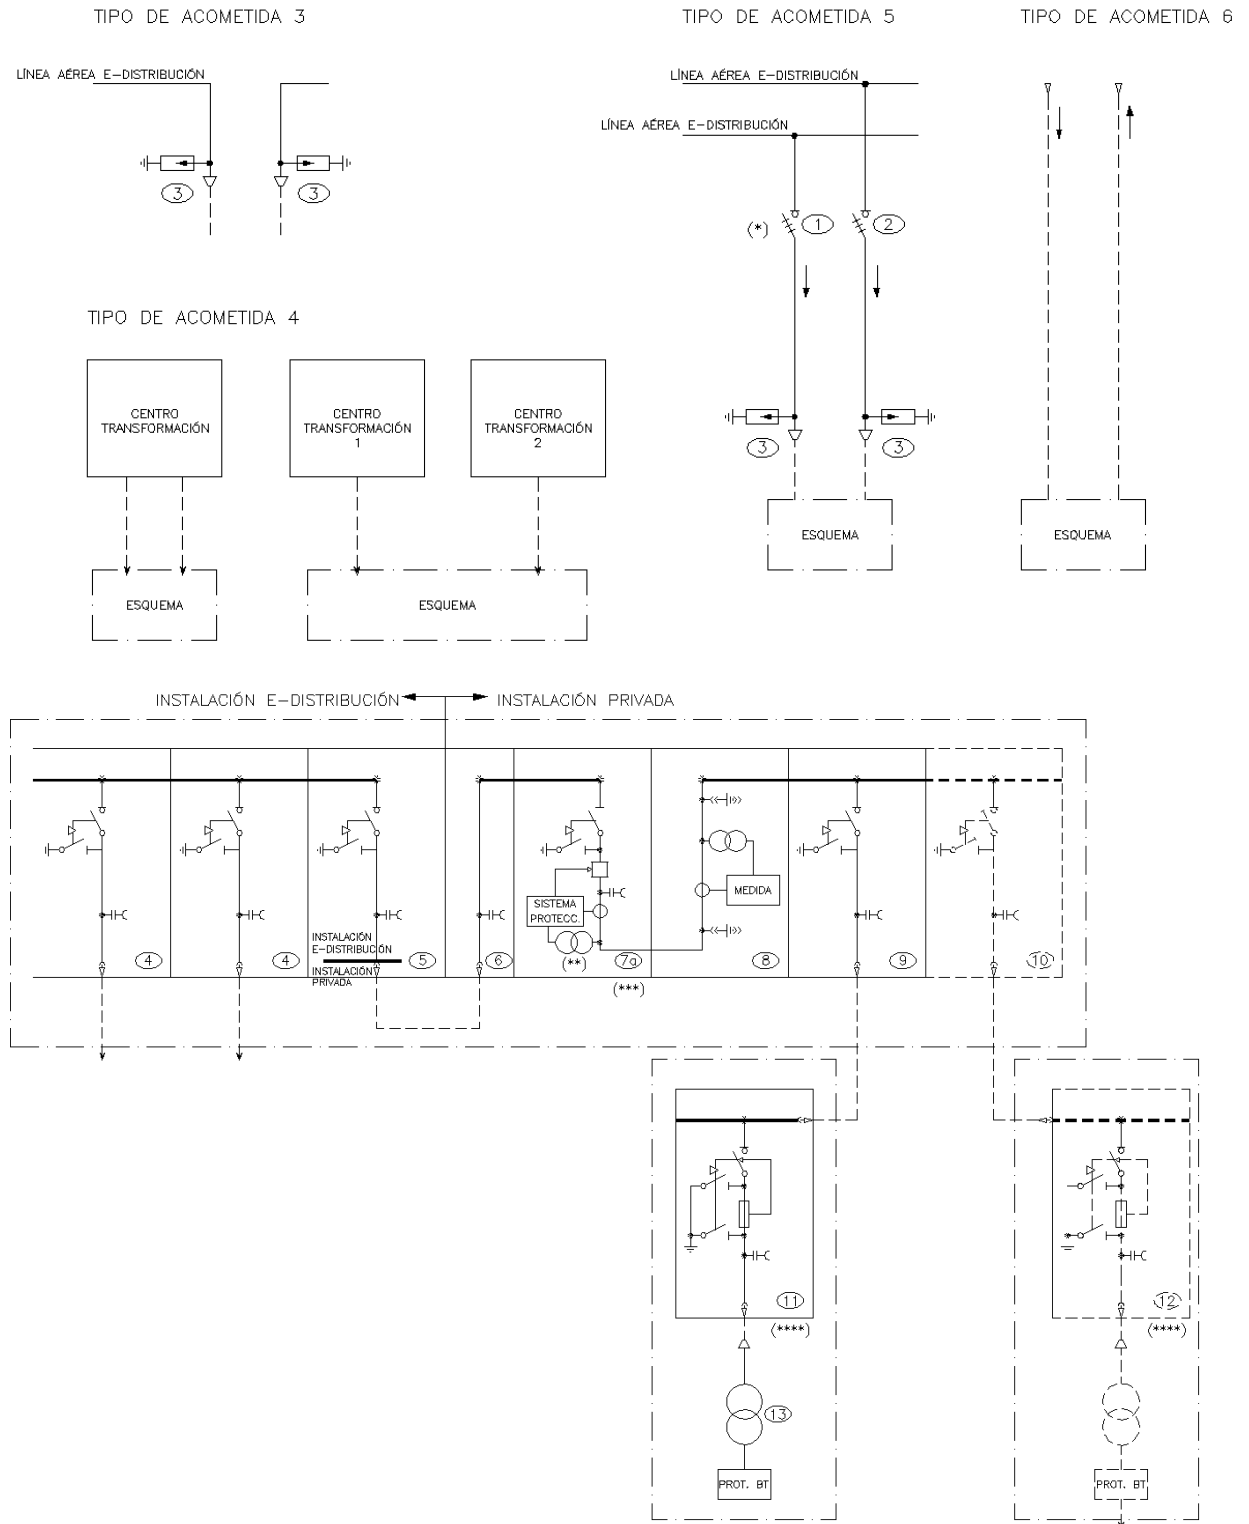 TIPO DE ACOMETIDA 3
TIPO DE ACOMETIDA 5
TIPO DE ACOMETIDA 6
LÍNEA AÉREA E-DISTRIBUCIÓN
LÍNEA AÉREA E-DISTRIBUCIÓN
LÍNEA AÉREA E-DISTRIBUCIÓN
3
3
(*)
1
2
TIPO DE ACOMETIDA 4
CENTRO
TRANSFORMACIÓN
CENTRO
TRANSFORMACIÓN
1
CENTRO
TRANSFORMACIÓN
2
3
3
ESQUEMA
ESQUEMA
ESQUEMA
ESQUEMA
INSTALACIÓN E-DISTRIBUCIÓN
INSTALACIÓN PRIVADA
SISTEMA
PROTECC.
MEDIDA
INSTALACIÓN
E-DISTRIBUCIÓN
INSTALACIÓN
PRIVADA
4
4
5
6
(**)
7a
(***)
8
9
10
11
(****)
12
(****)
13
PROT. BT
PROT. BT